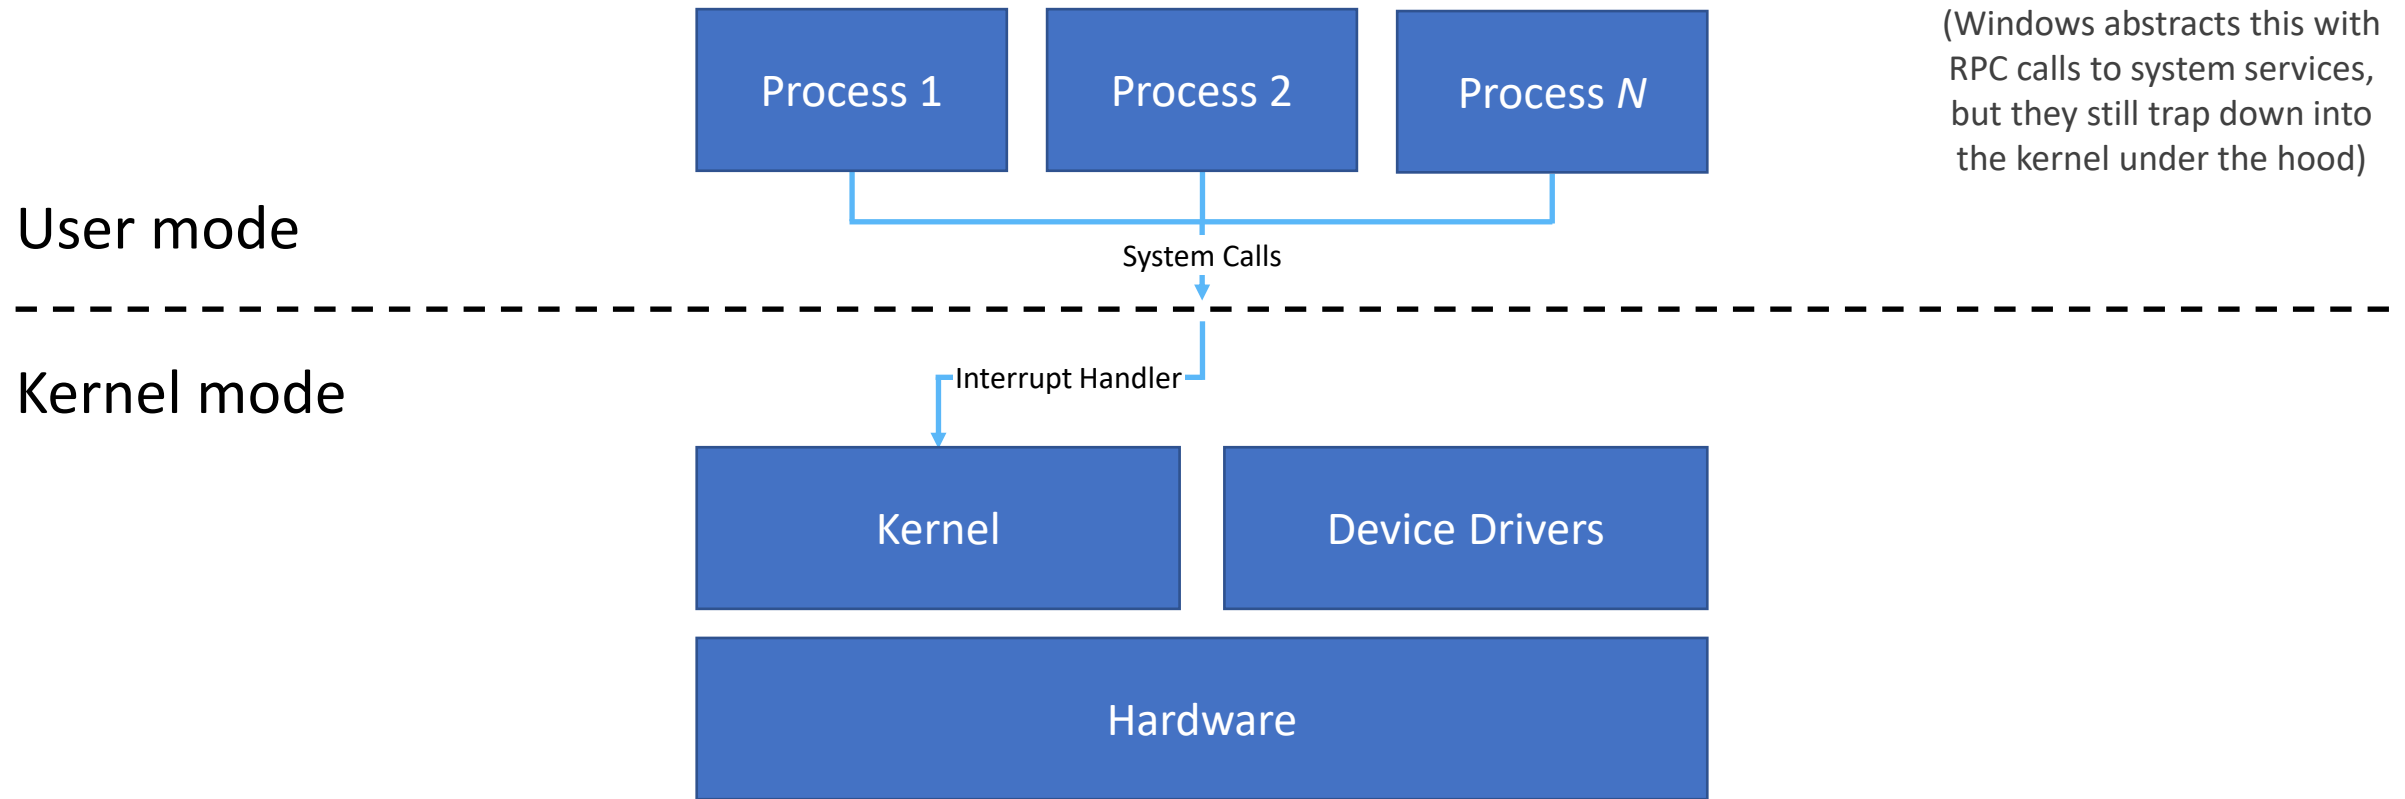 Process 1
Process 2
Process N
(Windows abstracts this with
RPC calls to system services,
but they still trap down into
the kernel under the hood)
User mode
System Calls
Kernel mode
Interrupt Handler
Kernel
Device Drivers
Hardware